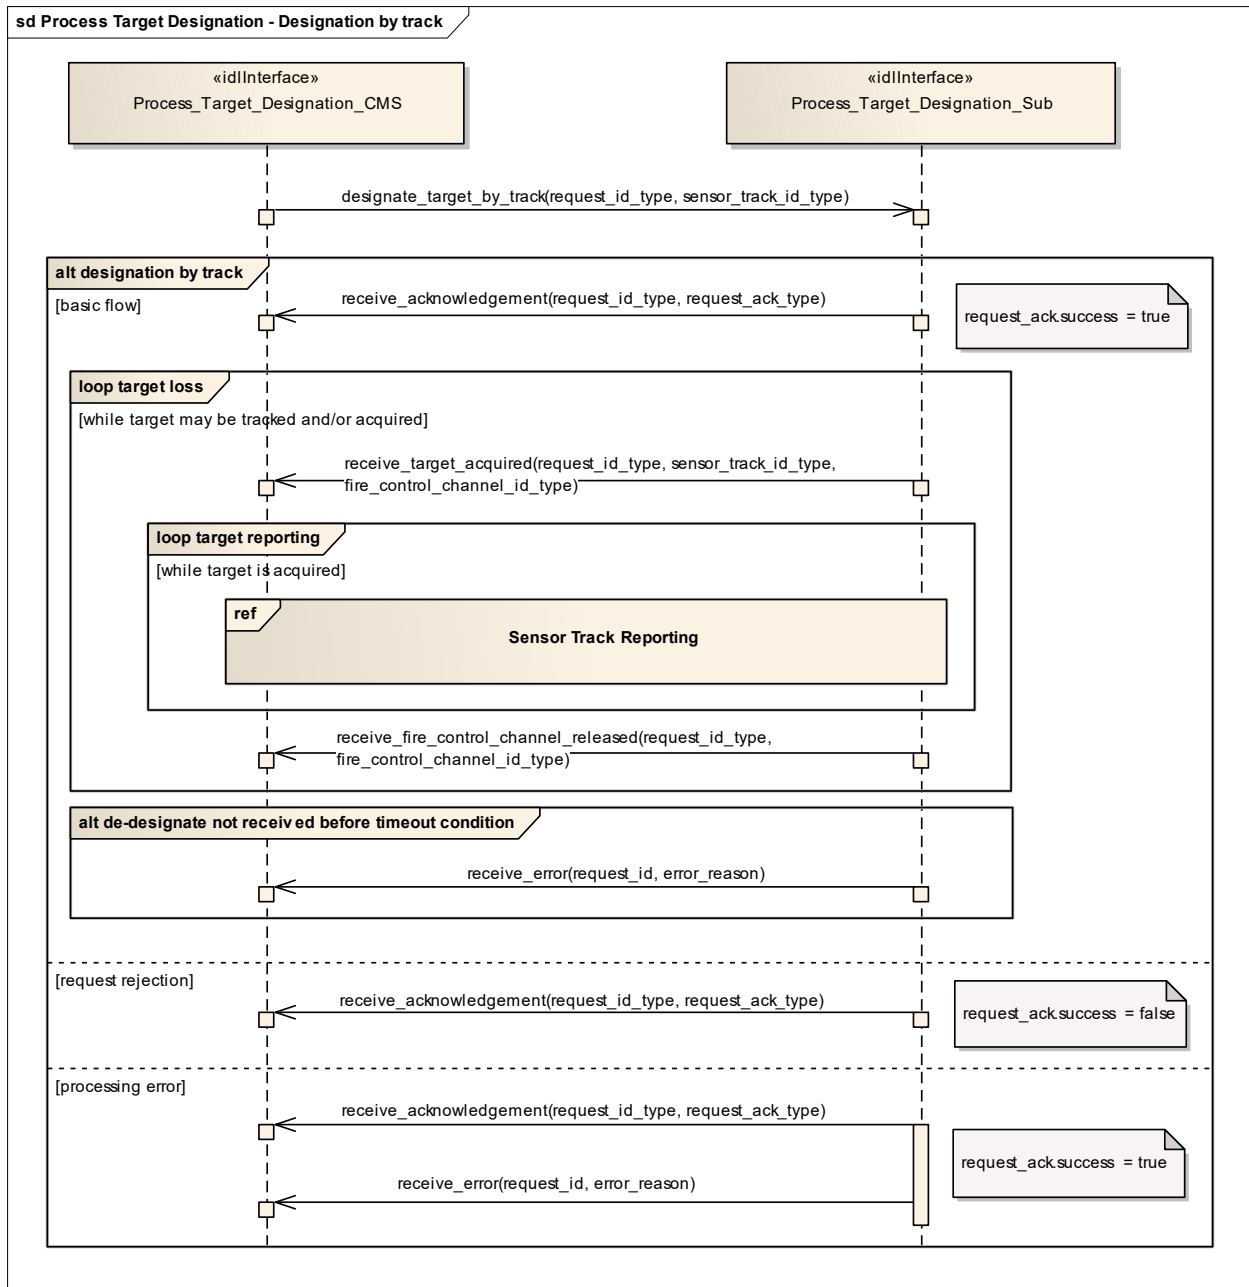 sd Process Target Designation - Designation by track
«idlInterface»
Process_Target_Designation_CMS
«idlInterface»
Process_Target_Designation_Sub
designate_target_by_track(request_id_type, sensor_track_id_type)
alt designation by track
[basic flow]
receive_acknowledgement(request_id_type, request_ack_type)
request_ack.success = true
loop target loss
[while target may be tracked and/or acquired]
receive_target_acquired(request_id_type, sensor_track_id_type,
fire_control_channel_id_type)
loop target reporting
[while target is acquired]
ref
Sensor Track Reporting
receive_fire_control_channel_released(request_id_type,
fire_control_channel_id_type)
alt de-designate not received before timeout condition
receive_error(request_id, error_reason)
[request rejection]
receive_acknowledgement(request_id_type, request_ack_type)
request_ack.success = false
[processing error]
receive_acknowledgement(request_id_type, request_ack_type)
request_ack.success = true
receive_error(request_id, error_reason)